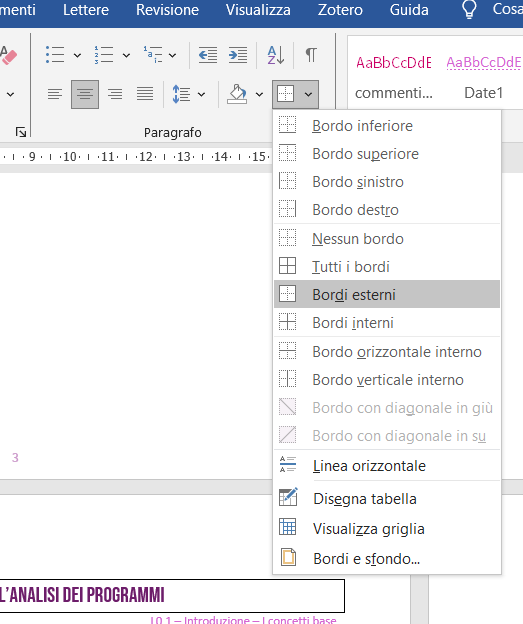 menti Lettere Revisione Visualizza Zotero Guida Cosa
AaBbCcDdE AaBbCcDdE
commenti... Date1
Paragrafo
9 10 11 12 13 14 15
Bordo inferiore
Bordo superiore
Bordo sinistro
Bordo destro
Nessun bordo
Tutti i bordi
Bordi esterni
Bordi interni
Bordo orizzontale interno
Bordo verticale interno
Bordo con diagonale in giù
Bordo con diagonale in su
Linea orizzontale
Disegna tabella
Visualizza griglia
Bordi e sfondo...
3
L'ANALISI DEI PROGRAMMI
L0.1 – Introduzione – I concetti base